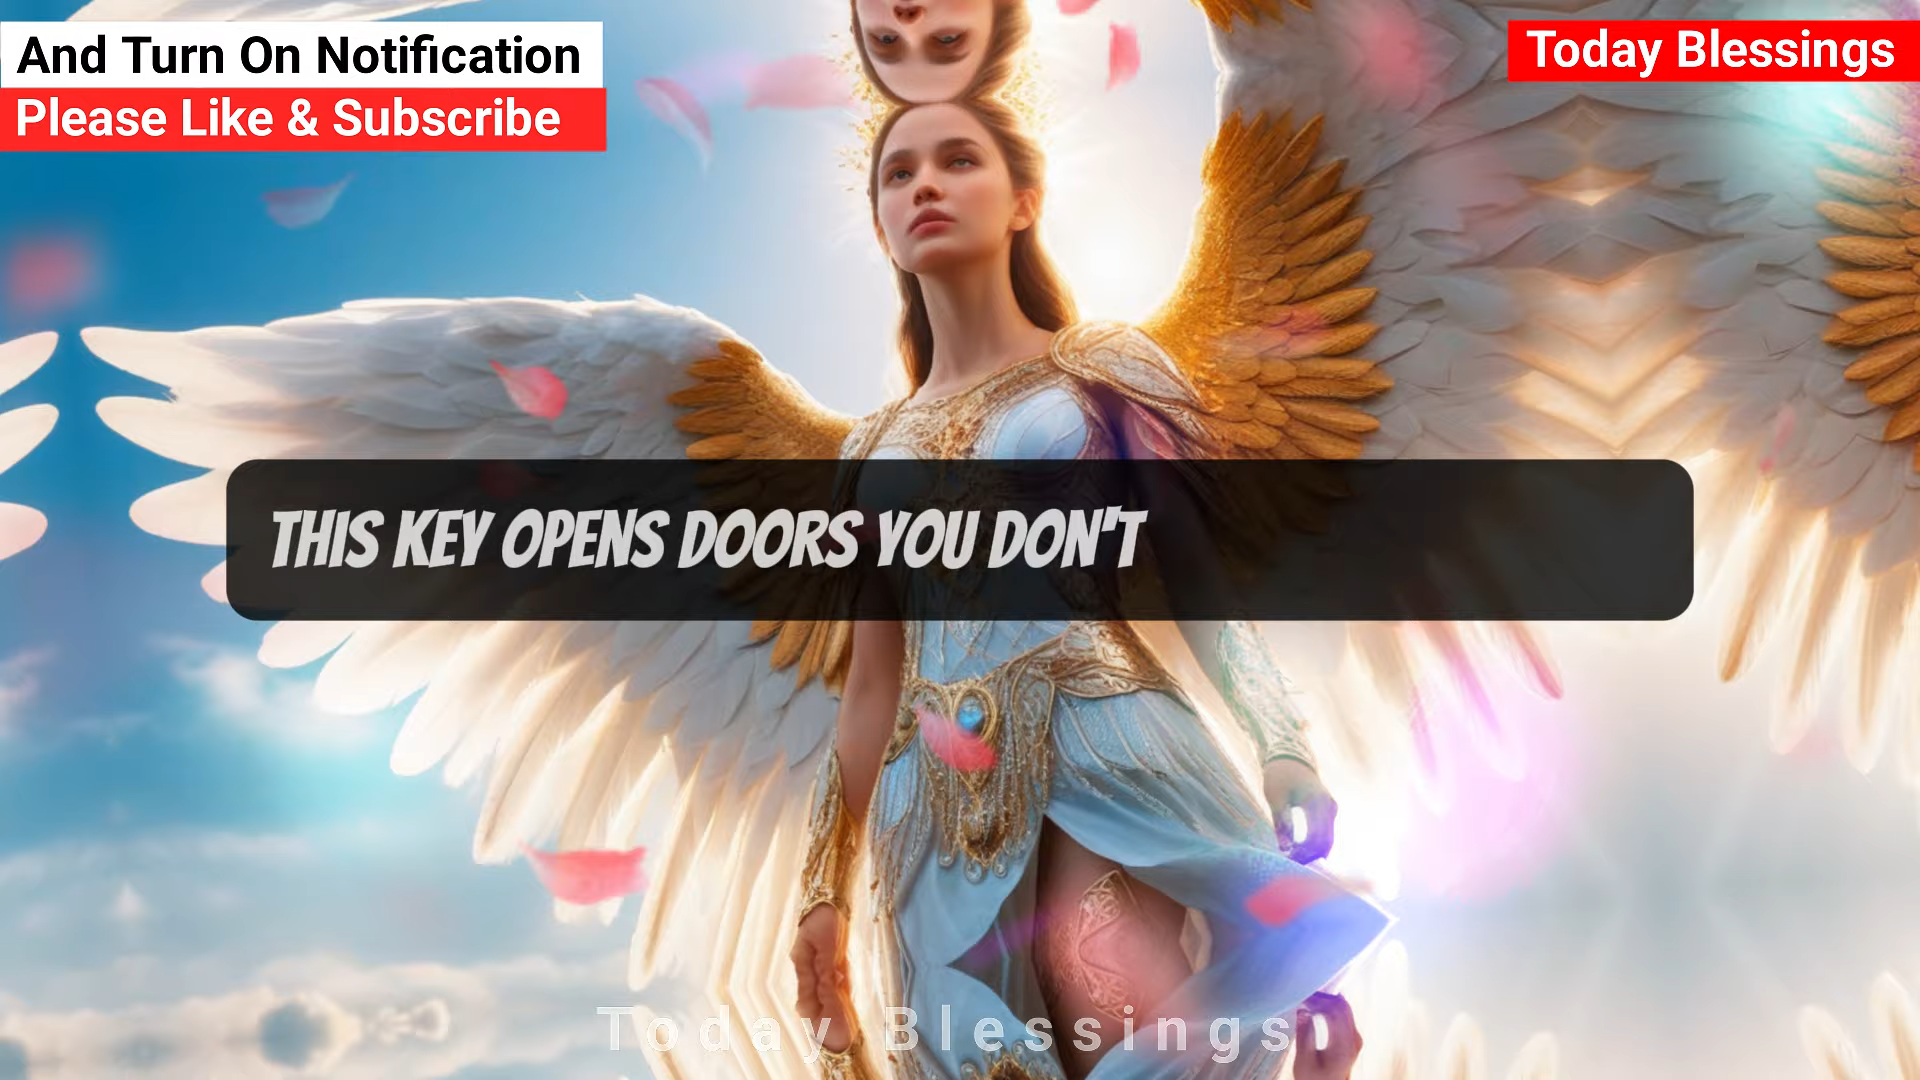 And Turn On Notification
Please Like & Subscribe
Today Blessings
THIS KEY OPENS DOORS YOU DON'T
Today Blessings